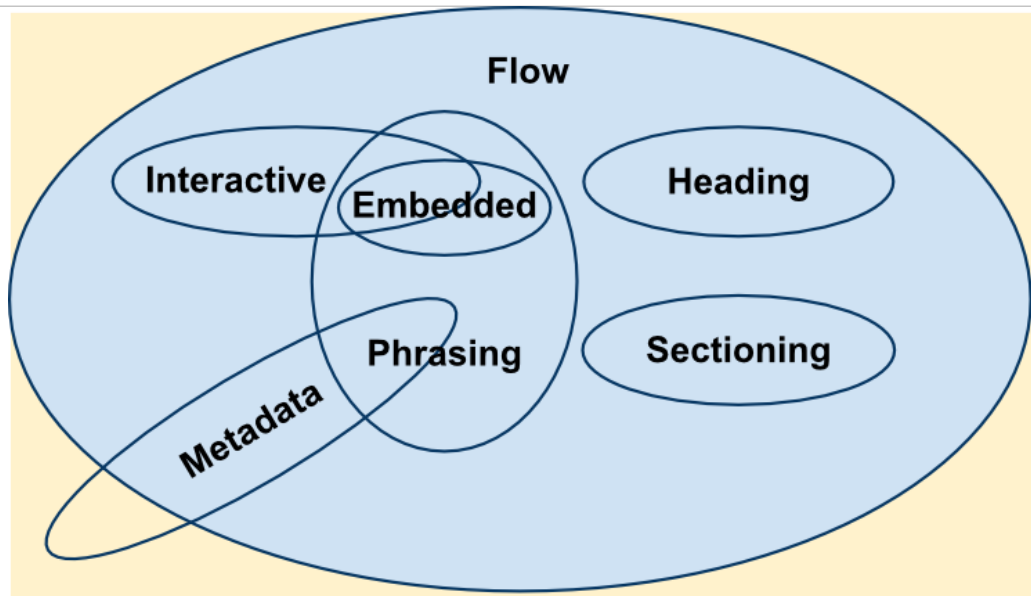 Flow
Interactive
Embedded
Heading
Phrasing
Sectioning
Metadata